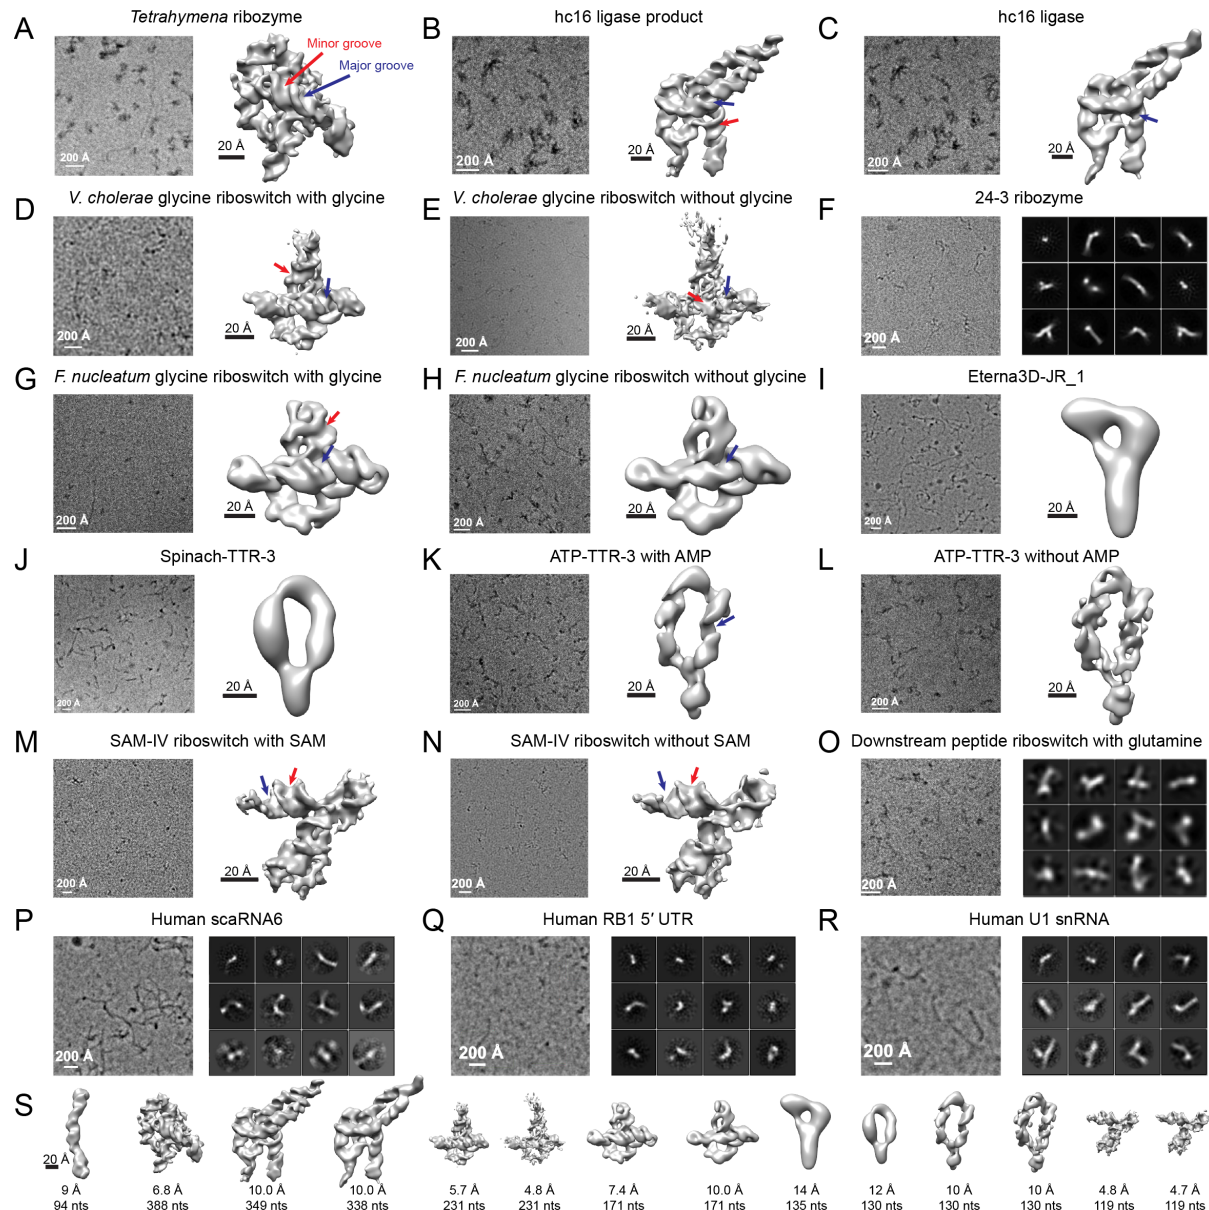 A
Tetrahymena ribozyme
Minor groove
Major groove
200 Å
20 Å
B
hc16 ligase product
200 Å
20 Å
C
hc16 ligase
200 Å
20 Å
D
V. cholerae glycine riboswitch with glycine
200 Å
20 Å
E
V. cholerae glycine riboswitch without glycine
200 Å
20 Å
F
24-3 ribozyme
200 Å
G
F. nucleatum glycine riboswitch with glycine
200 Å
20 Å
H
F. nucleatum glycine riboswitch without glycine
200 Å
20 Å
I
Eterna3D-JR_1
200 Å
20 Å
J
Spinach-TTR-3
200 Å
20 Å
K
ATP-TTR-3 with AMP
200 Å
20 Å
L
ATP-TTR-3 without AMP
200 Å
20 Å
M
SAM-IV riboswitch with SAM
200 Å
20 Å
N
SAM-IV riboswitch without SAM
200 Å
20 Å
O
Downstream peptide riboswitch with glutamine
200 Å
P
Human scaRNA6
200 Å
Q
Human RB1 5′ UTR
200 Å
R
Human U1 snRNA
200 Å
S
20 Å
9 Å 6.8 Å 10.0 Å 10.0 Å 5.7 Å 4.8 Å 7.4 Å 10.0 Å 14 Å 12 Å 10 Å 10 Å 4.8 Å 4.7 Å
94 nts 388 nts 349 nts 338 nts 231 nts 231 nts 171 nts 171 nts 135 nts 130 nts 130 nts 130 nts 119 nts 119 nts